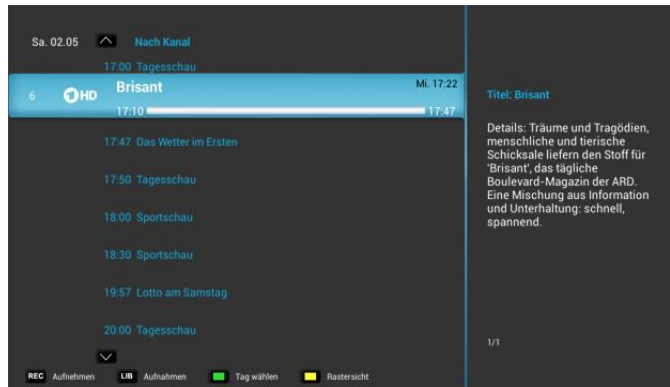 Sa. 02.05 Nach Kanal
17:00 Tagesschau
6 1 HD Brisant Mi. 17:22
17:10 17:47
17:47 Das Wetter im Ersten
17:50 Tagesschau
18:00 Sportschau
18:30 Sportschau
19:57 Lotto am Samstag
20:00 Tagesschau
Titel: Brisant
Details: Träume und Tragödien,
menschliche und tierische
Schicksale liefern den Stoff für
'Brisant', das tägliche
Boulevard-Magazin der ARD.
Eine Mischung aus Information
und Unterhaltung: schnell,
spannend.
1/1
REC Aufnehmen LIB Aufnahmen Tag wählen Rastersicht